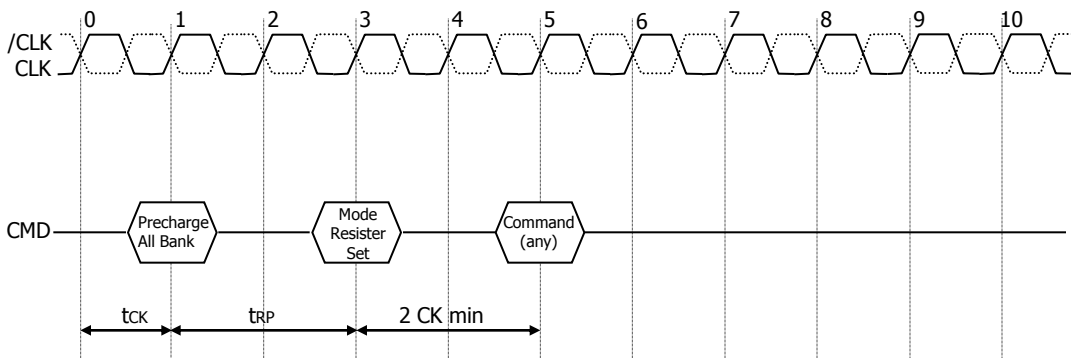 0 1 2 3 4 5 6 7 8 9 10
/CLK
CLK
CMD
Precharge
All Bank
Mode
Resister
Set
Command
(any)
tCK
tRP
2 CK min